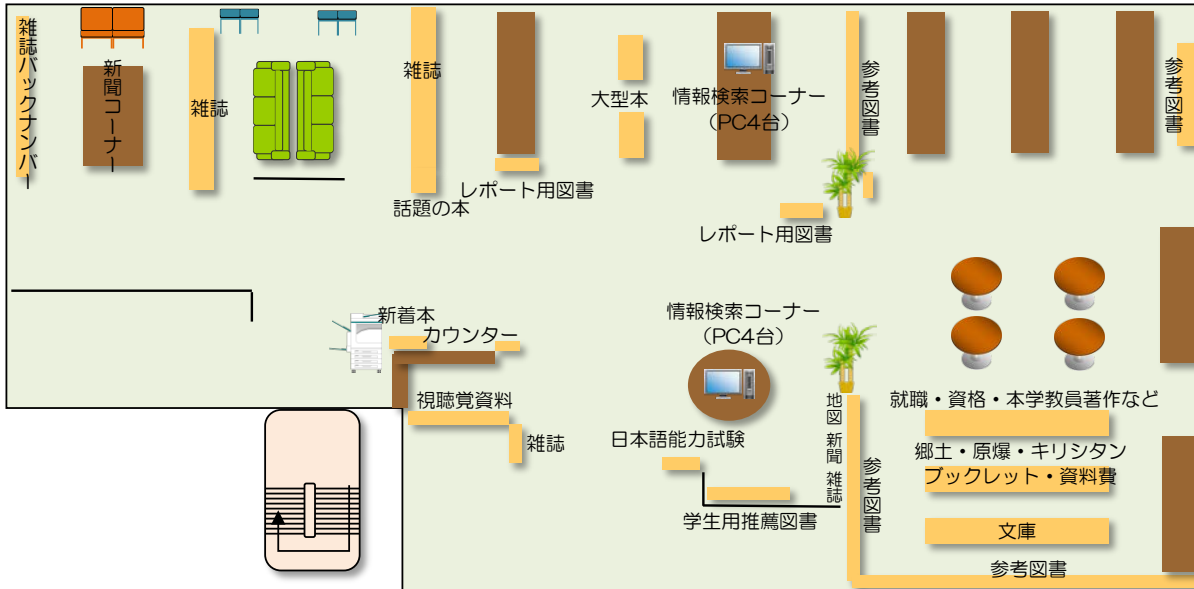 雑誌バックナンバー
新聞コーナー
雑誌
雑誌
話題の本
レポート用図書
大型本
情報検索コーナー
（PC4台）
参考図書
参考図書
レポート用図書
新着本
カウンター
視聴覚資料
雑誌
情報検索コーナー
（PC4台）
日本語能力試験
学生用推薦図書
地図 新聞 雑誌
参考図書
就職・資格・本学教員著作など
郷土・原爆・キリシタン
ブックレット・資料費
文庫
参考図書